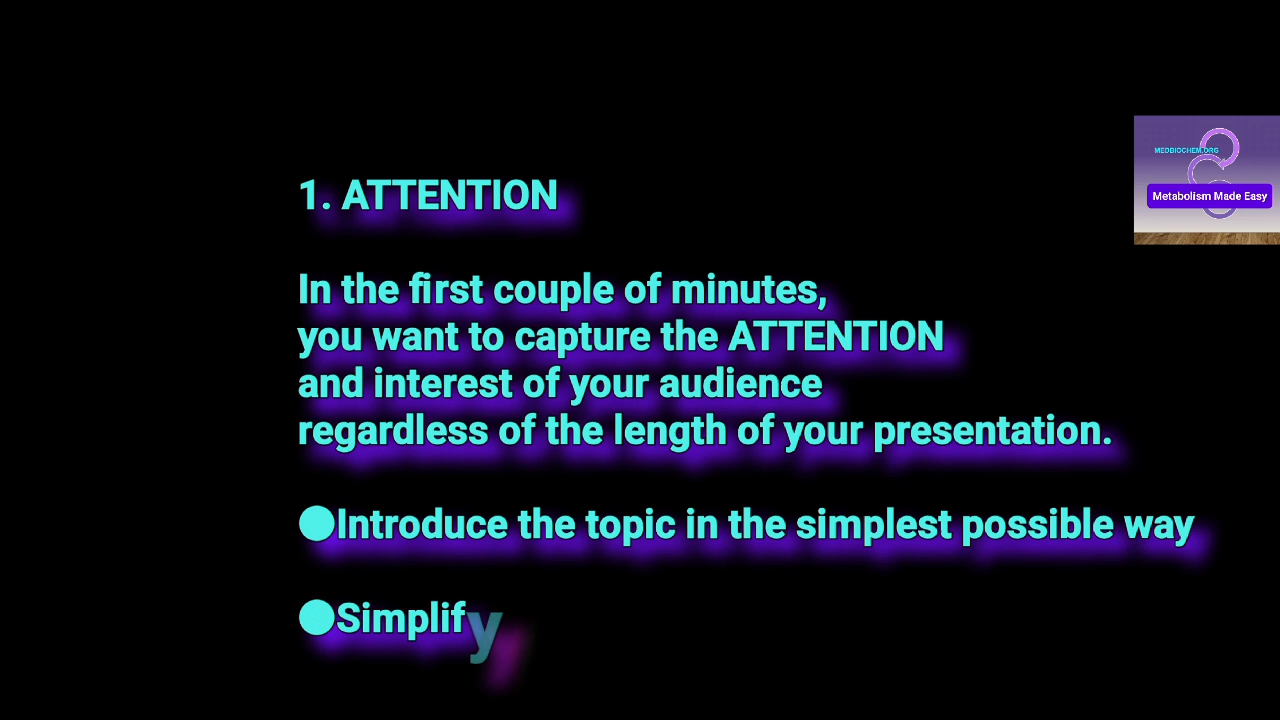 MEDBIOCHEM.ORG
Metabolism Made Easy
1. ATTENTION
In the first couple of minutes,
you want to capture the ATTENTION
and interest of your audience
regardless of the length of your presentation.
●Introduce the topic in the simplest possible way
●Simplify